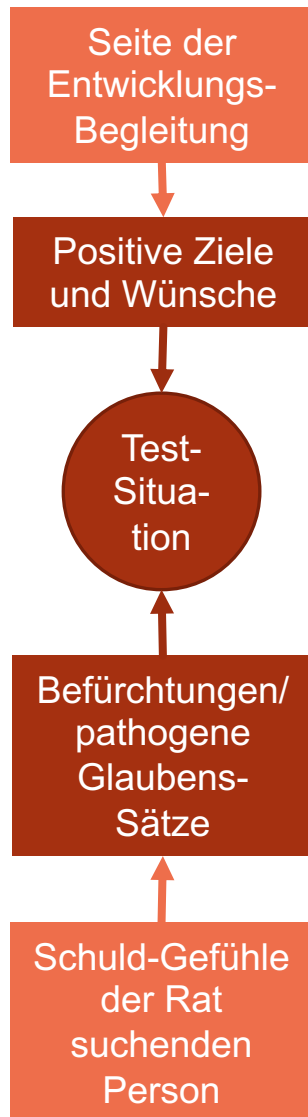 Seite der
Entwicklungs-
Begleitung
Positive Ziele
und Wünsche
Test-
Situa-
tion
Befürchtungen/
pathogene
Glaubens-
Sätze
Schuld-Gefühle
der Rat
suchenden
Person